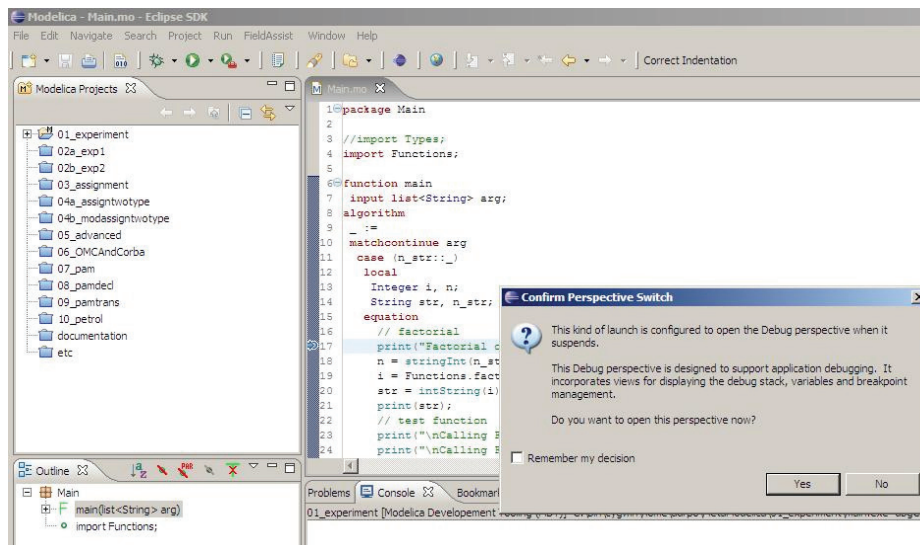 Modelica - Main.mo - Eclipse SDK
File Edit Navigate Search Project Run FieldAssist Window Help
Correct Indentation
Modelica Projects
01_experiment
02a_exp1
02b_exp2
03_assignment
04a_assigntwotype
04b_modassigntwotype
05_advanced
06_OMCAndCorba
07_pam
08_pamdecl
09_pamtrans
10_petrol
documentation
etc
Outline
Main
main(list<String> arg)
import Functions;
Main.mo
1 package Main
2
3 //import Types;
4 import Functions;
5
6 function main
7 input list<String> arg;
8 algorithm
9 _ :=
10 matchcontinue arg
11 case (n_str::_)
12 local
13 Integer i, n;
14 String str, n_str;
15 equation
16 // factorial
17 print("Factorial o
18 n = stringInt(n_st
19 i = Functions.fact
20 str = intString(i)
21 print(str);
22 // test function
23 print("\nCalling F
24 print("\nCalling F
Problems Console Bookmar
01_experiment [Modelica Developement
Confirm Perspective Switch
This kind of launch is configured to open the Debug perspective when it
suspends.
This Debug perspective is designed to support application debugging. It
incorporates views for displaying the debug stack, variables and breakpoint
management.
Do you want to open this perspective now?
Remember my decision
Yes No